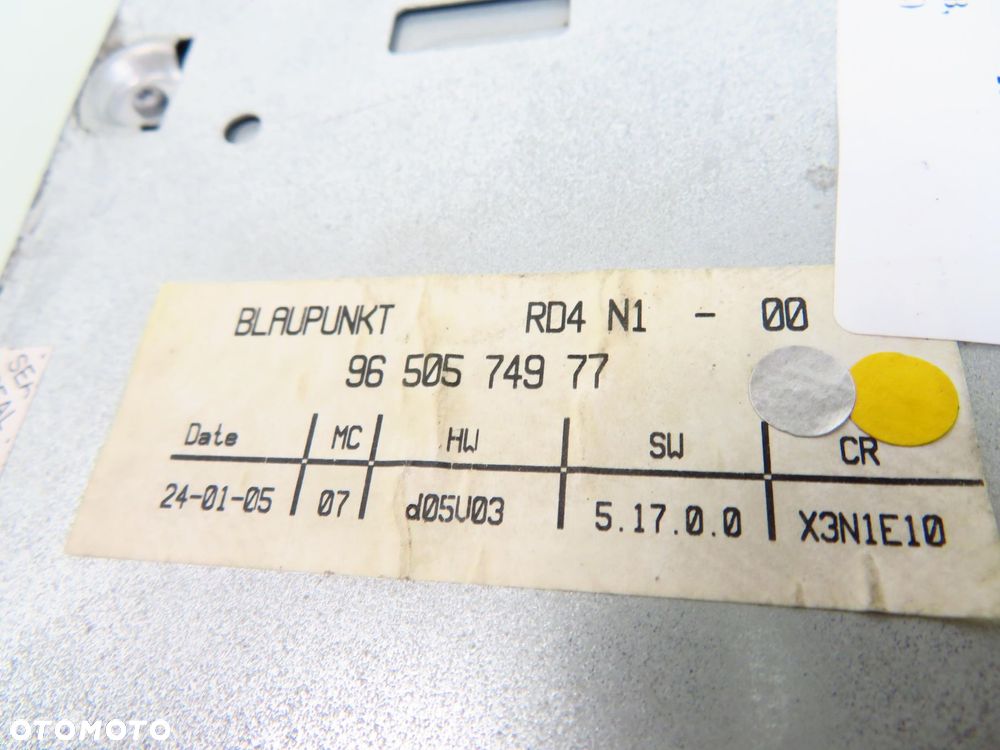 BLAUPUNKT RD4 N1 - 00
96 505 749 77
Date MC HW SW CR
24-01-05 07 d05V03 5.17.0.0 X3N1E10
OTOMOTO